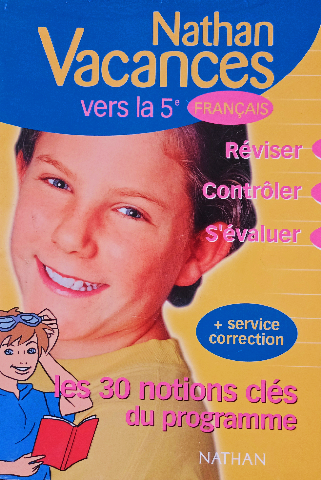 Nathan
Vacances
vers la 5e FRANÇAIS
Réviser
Contrôler
S'évaluer
+ service
correction
les 30 notions clés
du programme
NATHAN